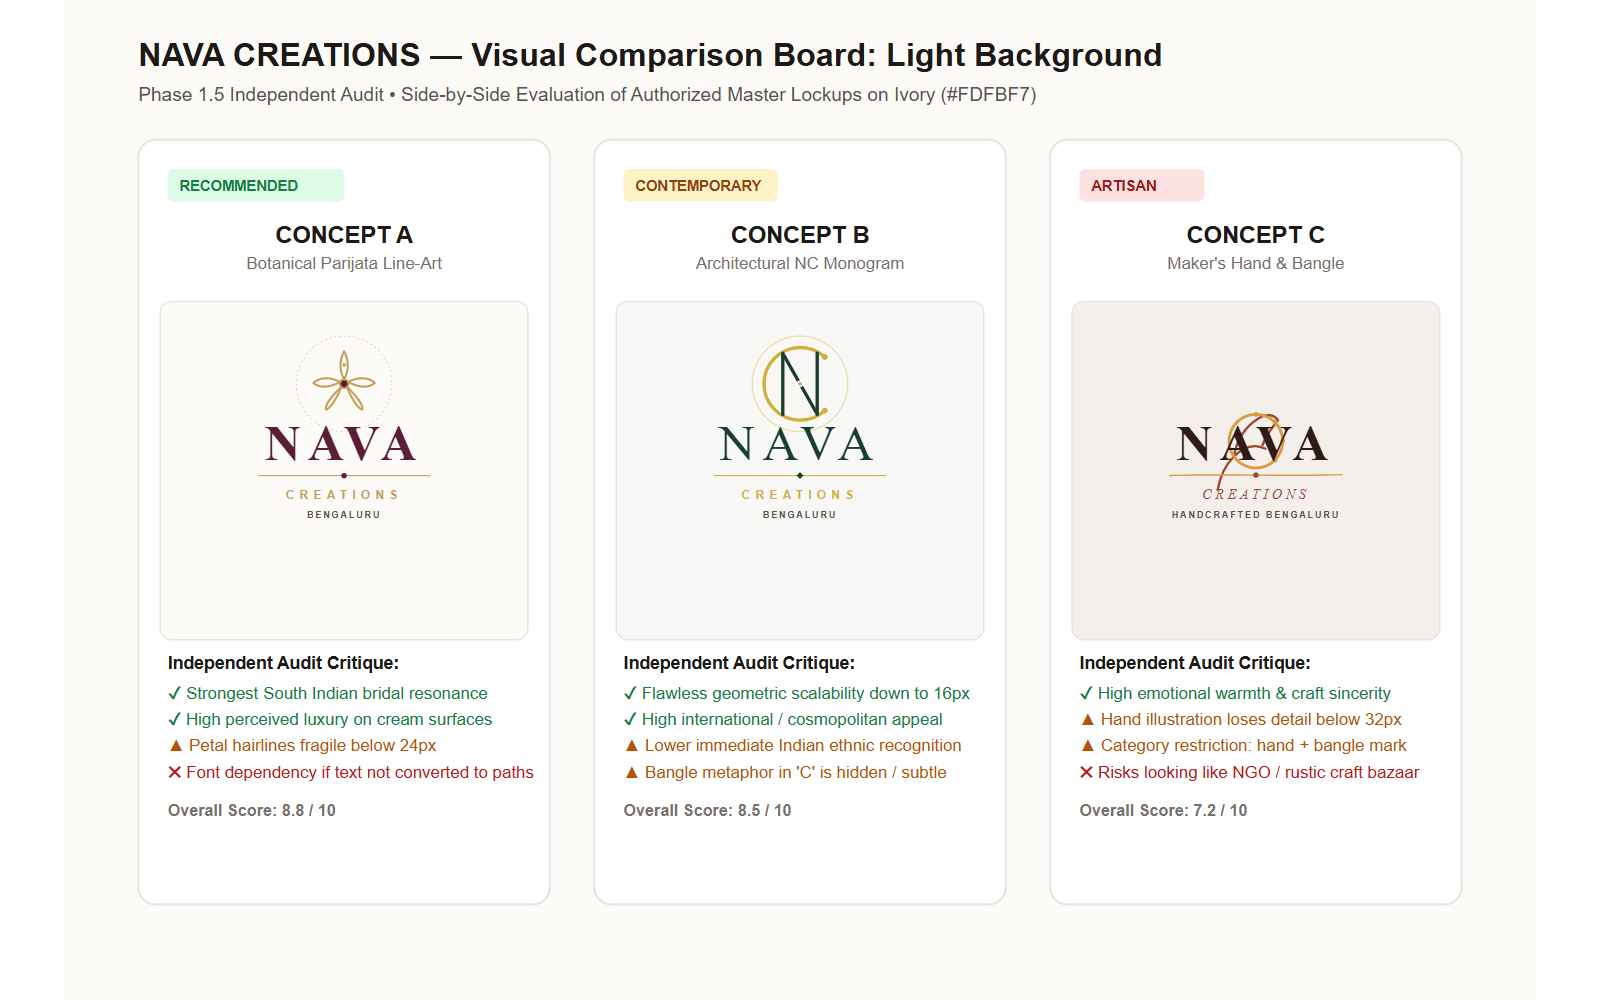 NAVA CREATIONS — Visual Comparison Board: Light Background
Phase 1.5 Independent Audit • Side-by-Side Evaluation of Authorized Master Lockups on Ivory (#FDFBF7)
RECOMMENDED
CONCEPT A
Botanical Parijata Line-Art
NAVA
CREATIONS
BENGALURU
Independent Audit Critique:
✓ Strongest South Indian bridal resonance
✓ High perceived luxury on cream surfaces
▲ Petal hairlines fragile below 24px
✕ Font dependency if text not converted to paths
Overall Score: 8.8 / 10
CONTEMPORARY
CONCEPT B
Architectural NC Monogram
NC
NAVA
CREATIONS
BENGALURU
Independent Audit Critique:
✓ Flawless geometric scalability down to 16px
✓ High international / cosmopolitan appeal
▲ Lower immediate Indian ethnic recognition
▲ Bangle metaphor in 'C' is hidden / subtle
Overall Score: 8.5 / 10
ARTISAN
CONCEPT C
Maker's Hand & Bangle
NAVA
CREATIONS
HANDCRAFTED BENGALURU
Independent Audit Critique:
✓ High emotional warmth & craft sincerity
▲ Hand illustration loses detail below 32px
▲ Category restriction: hand + bangle mark
✕ Risks looking like NGO / rustic craft bazaar
Overall Score: 7.2 / 10